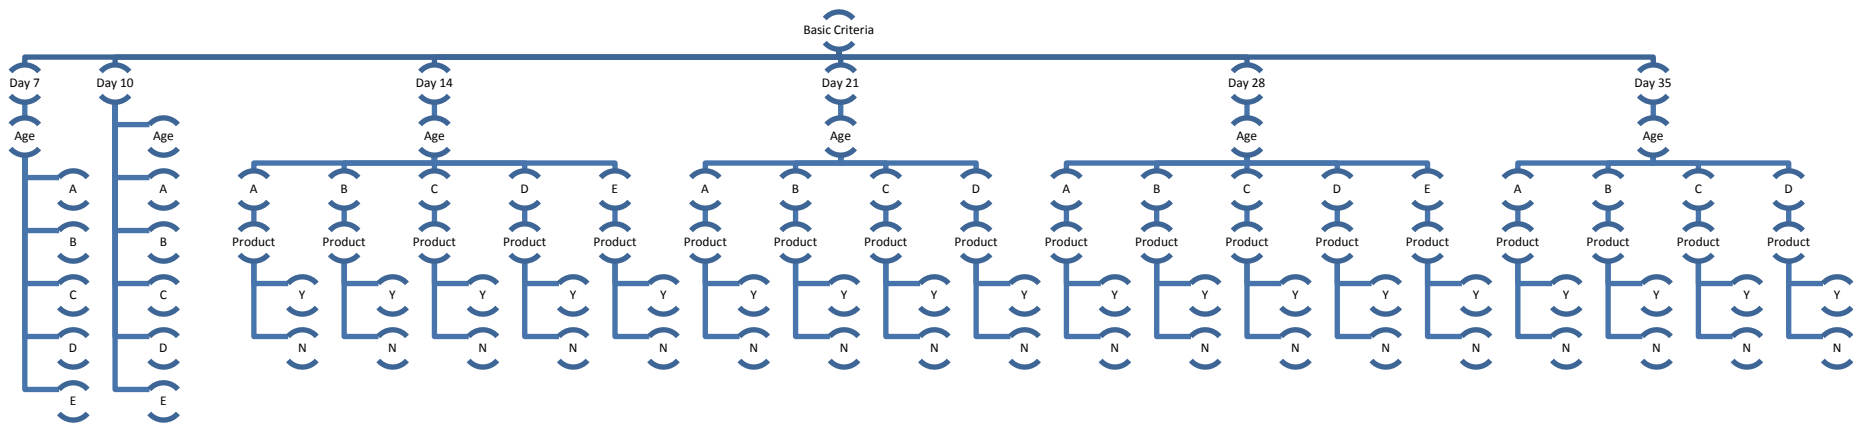 Basic Criteria
Day 7 Day 10 Day 14 Day 21 Day 28 Day 35
Age Age Age Age Age Age
A A A B C D E A B C D A B C D E A B C D
B B Product Product Product Product Product Product Product Product Product Product Product Product Product Product Product Product Product Product
C C Y Y Y Y Y Y Y Y Y Y Y Y Y Y Y Y Y Y
D D N N N N N N N N N N N N N N N N N N
E E